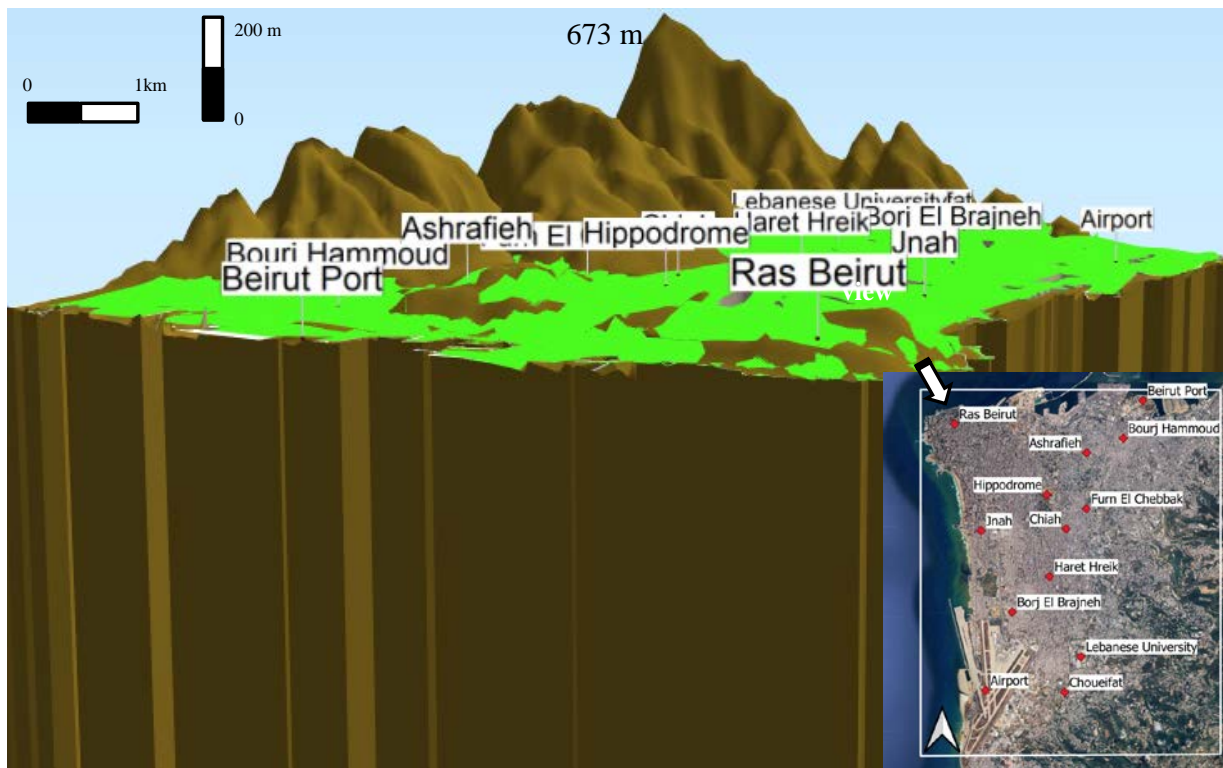 673 m
200 m
0
0 1km
Lebanese University fat
Ashrafieh
Hippodrome
Haret Hreik
Borj El Brajneh
Airport
Jnah
Bourj Hammoud
Beirut Port
Ras Beirut
view
Beirut Port
Ras Beirut
Bourj Hammoud
Ashrafieh
Hippodrome
Furn El Chebbak
Jnah
Chiah
Haret Hreik
Borj El Brajneh
Lebanese University
Airport
Choueifat